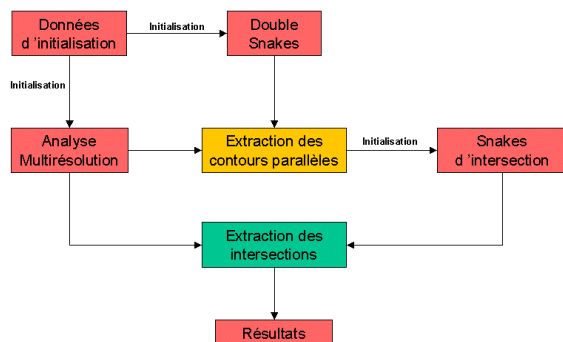 Données
d 'initialisation
Initialisation
Double
Snakes
Initialisation
Analyse
Multirésolution
Extraction des
contours parallèles
Initialisation
Snakes
d 'intersection
Extraction des
intersections
Résultats